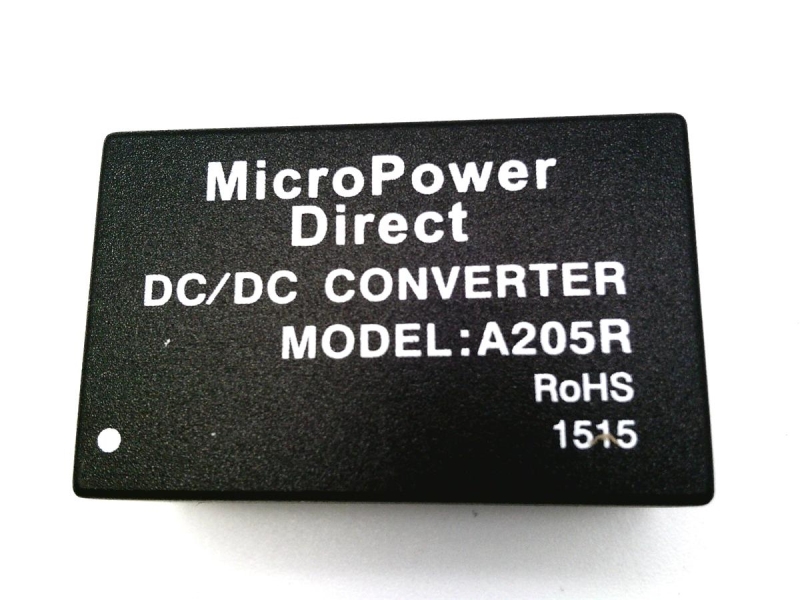 MicroPower
Direct
DC/DC CONVERTER
MODEL:A205R
RoHS
1515